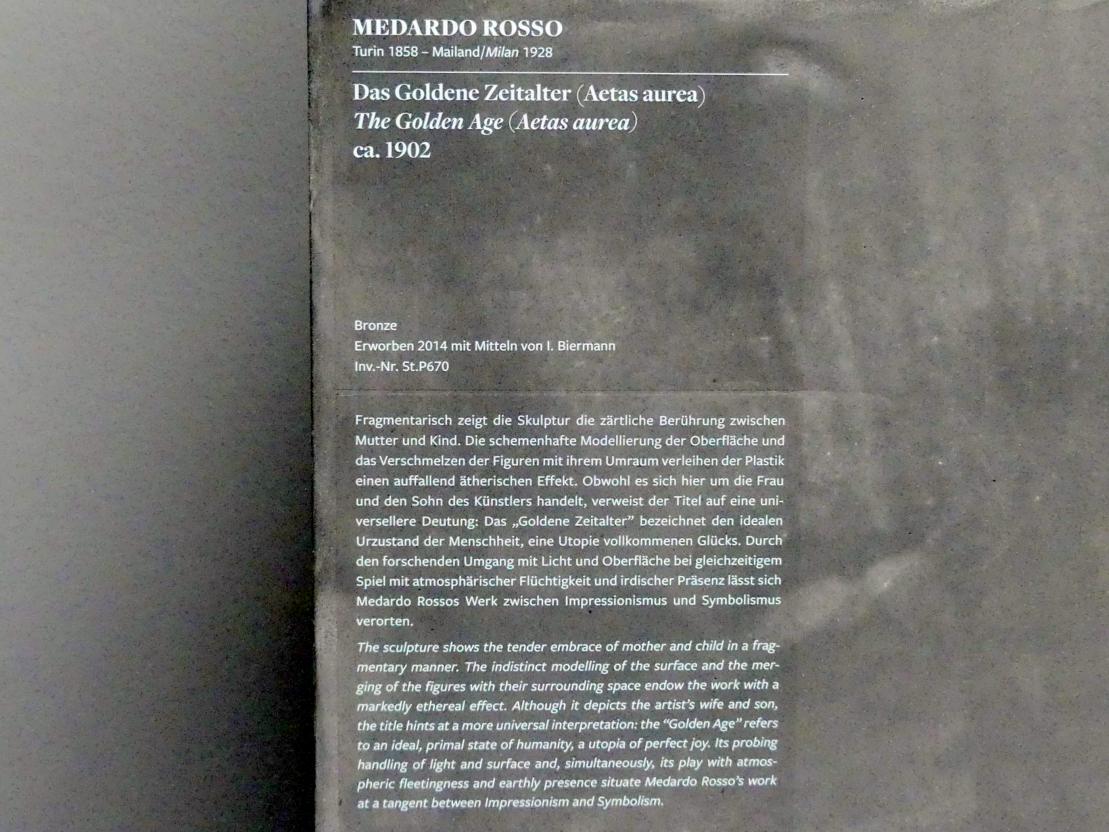 MEDARDO ROSSO
Turin 1858 – Mailand/Milan 1928
Das Goldene Zeitalter (Aetas aurea)
The Golden Age (Aetas aurea)
ca. 1902
Bronze
Erworben 2014 mit Mitteln von I. Biermann
Inv.-Nr. St.P670
Fragmentarisch zeigt die Skulptur die zärtliche Berührung zwischen
Mutter und Kind. Die schemenhafte Modellierung der Oberfläche und
das Verschmelzen der Figuren mit ihrem Umraum verleihen der Plastik
einen auffallend ätherischen Effekt. Obwohl es sich hier um die Frau
und den Sohn des Künstlers handelt, verweist der Titel auf eine uni-
versellere Deutung: Das „Goldene Zeitalter” bezeichnet den idealen
Urzustand der Menschheit, eine Utopie vollkommenen Glücks. Durch
den forschenden Umgang mit Licht und Oberfläche bei gleichzeitigem
Spiel mit atmosphärischer Flüchtigkeit und irdischer Präsenz lässt sich
Medardo Rossos Werk zwischen Impressionismus und Symbolismus
verorten.
The sculpture shows the tender embrace of mother and child in a frag-
mentary manner. The indistinct modelling of the surface and the mer-
ging of the figures with their surrounding space endow the work with a
markedly ethereal effect. Although it depicts the artist’s wife and son,
the title hints at a more universal interpretation: the “Golden Age” refers
to an ideal, primal state of humanity, a utopia of perfect joy. Its probing
handling of light and surface and, simultaneously, its play with atmos-
pheric fleetingness and earthly presence situate Medardo Rosso’s work
at a tangent between Impressionism and Symbolism.